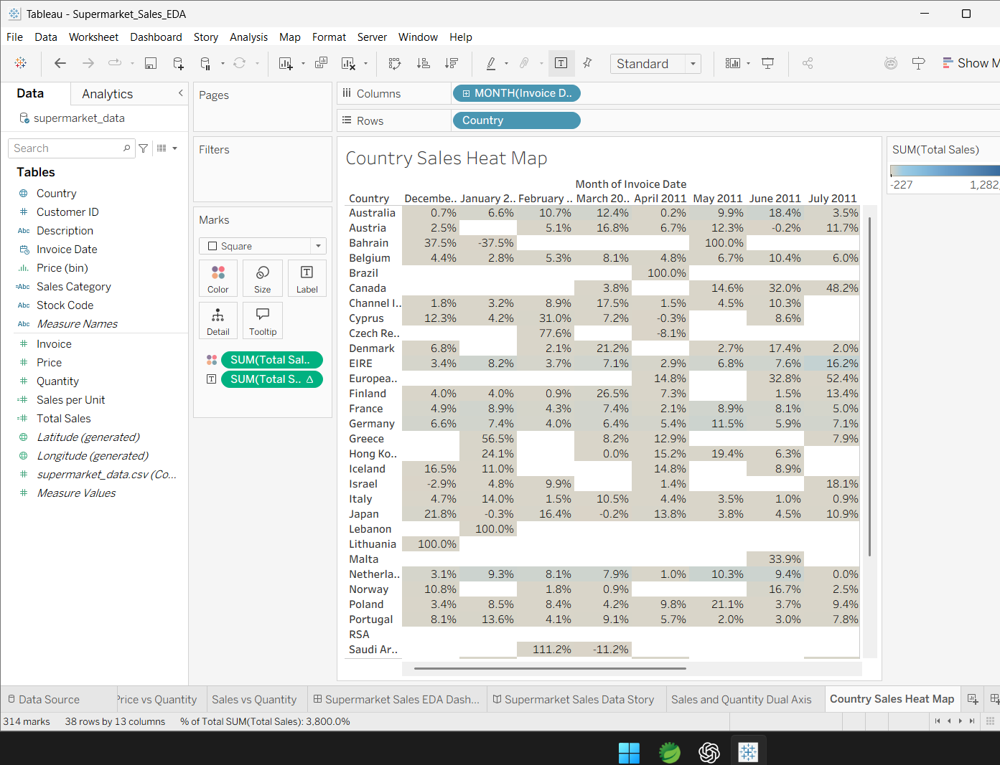 Tableau - Supermarket_Sales_EDA
File Data Worksheet Dashboard Story Analysis Map Format Server Window Help
Standard
Show M
Data
Analytics
supermarket_data
Search
Tables
Country
Customer ID
Abc Description
Invoice Date
Price (bin)
=Abc Sales Category
Abc Stock Code
Abc Measure Names
Invoice
Price
Quantity
Sales per Unit
Total Sales
Latitude (generated)
Longitude (generated)
supermarket_data.csv (Co...
Measure Values
Pages
Filters
Marks
Square
Color Size Label
Detail Tooltip
SUM(Total Sal..
SUM(Total S.. Δ
Columns MONTH(Invoice D..
Rows Country
Country Sales Heat Map
Month of Invoice Date
Country Decembe.. January 2.. February .. March 20.. April 2011 May 2011 June 2011 July 2011
Australia 0.7% 6.6% 10.7% 12.4% 0.2% 9.9% 18.4% 3.5%
Austria 2.5% 5.1% 16.8% 6.7% 12.3% -0.2% 11.7%
Bahrain 37.5% -37.5% 100.0%
Belgium 4.4% 2.8% 5.3% 8.1% 4.8% 6.7% 10.4% 6.0%
Brazil 100.0%
Canada 3.8% 14.6% 32.0% 48.2%
Channel I.. 1.8% 3.2% 8.9% 17.5% 1.5% 4.5% 10.3%
Cyprus 12.3% 4.2% 31.0% 7.2% -0.3% 8.6%
Czech Re.. 77.6% -8.1%
Denmark 6.8% 2.1% 21.2% 2.7% 17.4% 2.0%
EIRE 3.4% 8.2% 3.7% 7.1% 2.9% 6.8% 7.6% 16.2%
Europea.. 14.8% 32.8% 52.4%
Finland 4.0% 4.0% 0.9% 26.5% 7.3% 1.5% 13.4%
France 4.9% 8.9% 4.3% 7.4% 2.1% 8.9% 8.1% 5.0%
Germany 6.6% 7.4% 4.0% 6.4% 5.4% 11.5% 5.9% 7.1%
Greece 56.5% 8.2% 12.9% 7.9%
Hong Ko.. 24.1% 0.0% 15.2% 19.4% 6.3%
Iceland 16.5% 11.0% 14.8% 8.9%
Israel -2.9% 4.8% 9.9% 1.4% 18.1%
Italy 4.7% 14.0% 1.5% 10.5% 4.4% 3.5% 1.0% 0.9%
Japan 21.8% -0.3% 16.4% -0.2% 13.8% 3.8% 4.5% 10.9%
Lebanon 100.0%
Lithuania 100.0%
Malta 33.9%
Netherla.. 3.1% 9.3% 8.1% 7.9% 1.0% 10.3% 9.4% 0.0%
Norway 10.8% 1.8% 0.9% 16.7% 2.5%
Poland 3.4% 8.5% 8.4% 4.2% 9.8% 21.1% 3.7% 9.4%
Portugal 8.1% 13.6% 4.1% 9.1% 5.7% 2.0% 3.0% 7.8%
RSA
Saudi Ar.. 111.2% -11.2%
SUM(Total Sales)
-227 1,282,
Data Source Price vs Quantity Sales vs Quantity Supermarket Sales EDA Dash... Supermarket Sales Data Story Sales and Quantity Dual Axis Country Sales Heat Map
314 marks 38 rows by 13 columns % of Total SUM(Total Sales): 3,800.0%